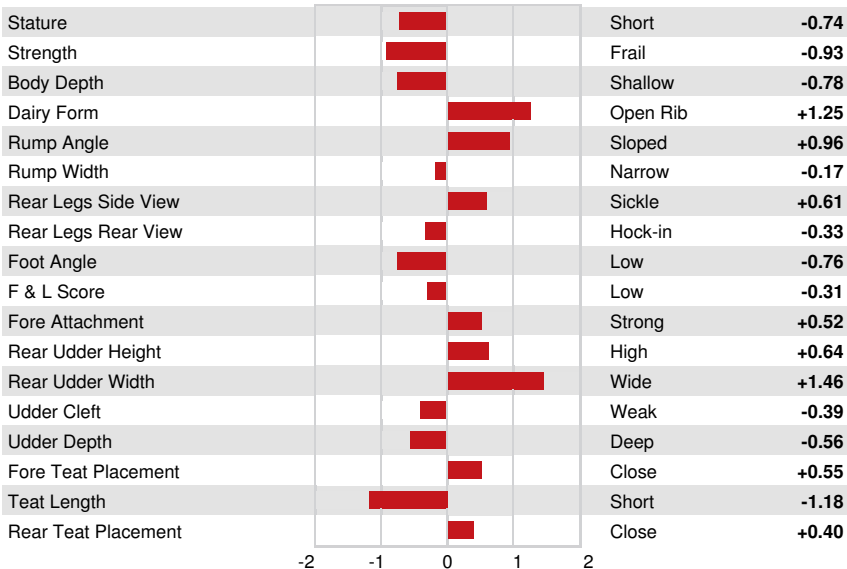 Stature Short -0.74
Strength Frail -0.93
Body Depth Shallow -0.78
Dairy Form Open Rib +1.25
Rump Angle Sloped +0.96
Rump Width Narrow -0.17
Rear Legs Side View Sickle +0.61
Rear Legs Rear View Hock-in -0.33
Foot Angle Low -0.76
F & L Score Low -0.31
Fore Attachment Strong +0.52
Rear Udder Height High +0.64
Rear Udder Width Wide +1.46
Udder Cleft Weak -0.39
Udder Depth Deep -0.56
Fore Teat Placement Close +0.55
Teat Length Short -1.18
Rear Teat Placement Close +0.40
-2 -1 0 1 2